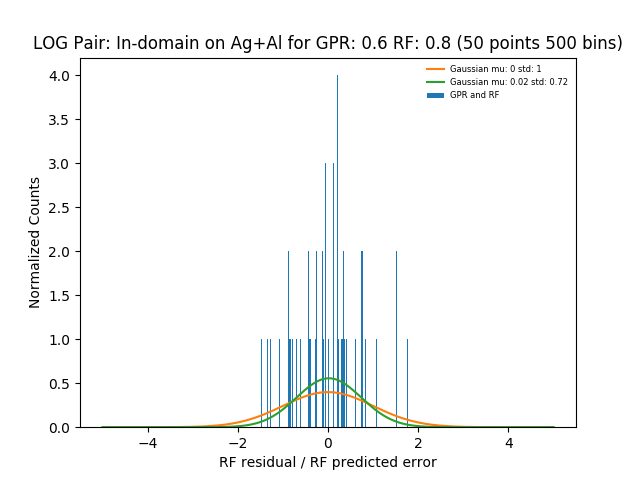 LOG Pair: In-domain on Ag+Al for GPR: 0.6 RF: 0.8 (50 points 500 bins)
Gaussian mu: 0 std: 1
Gaussian mu: 0.02 std: 0.72
GPR and RF
Normalized Counts
4.0
3.5
3.0
2.5
2.0
1.5
1.0
0.5
0.0
−4 −2 0 2 4
RF residual / RF predicted error